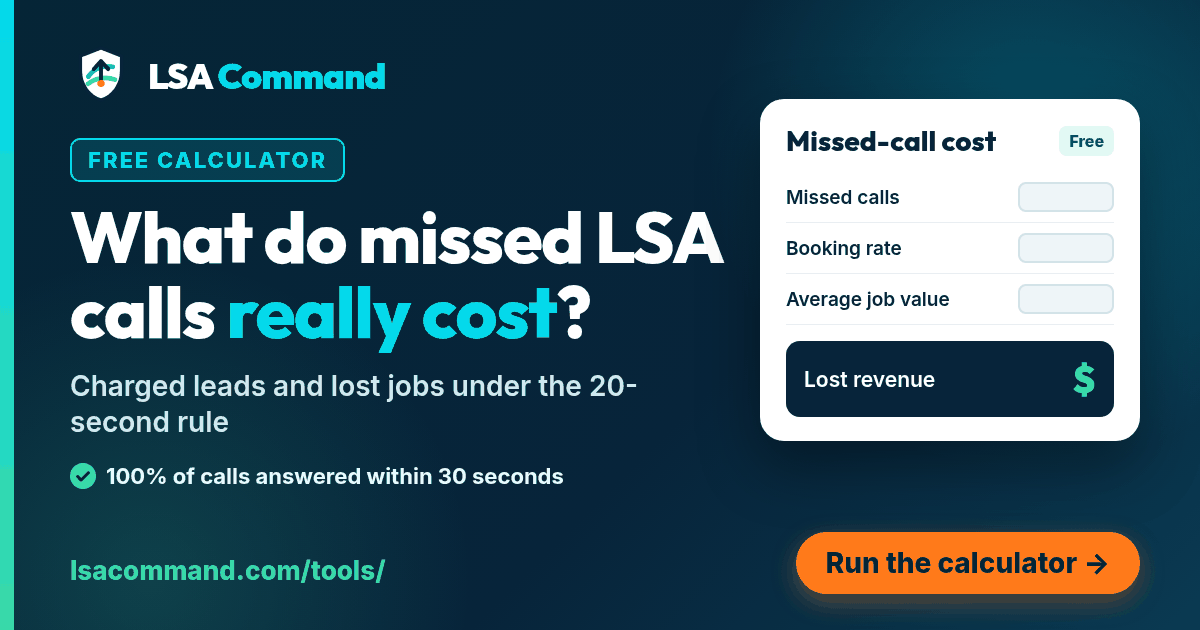 LSA Command
FREE CALCULATOR
What do missed LSA
calls really cost?
Charged leads and lost jobs under the 20-
second rule
100% of calls answered within 30 seconds
lsacommand.com/tools/
Missed-call cost
Free
Missed calls
Booking rate
Average job value
Lost revenue
$
Run the calculator →